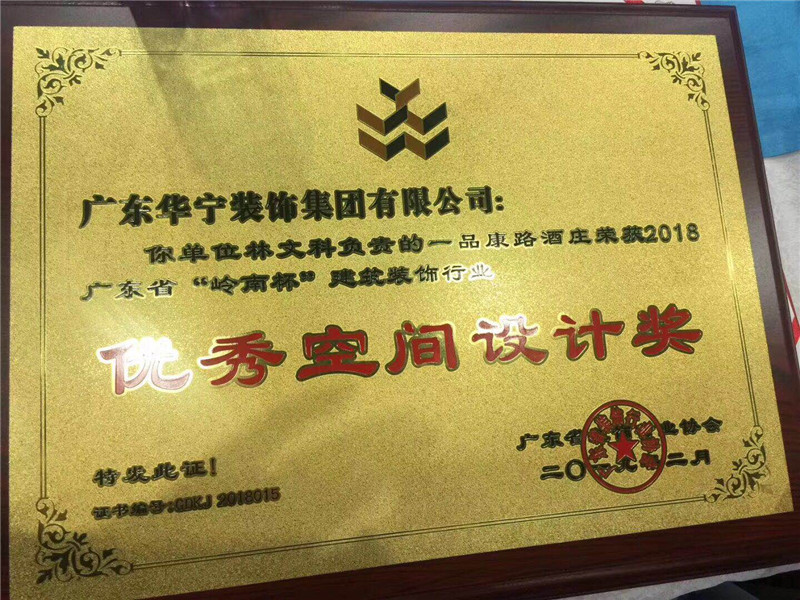 广东华宁装饰集团有限公司:
你单位林文科负责的一品康路酒庄荣获2018
广东省“岭南杯”建筑装饰行业
优秀空间设计奖
广东省 业协会
二〇一九年二月
特发此证!
证书编号:GDKJ 2018015